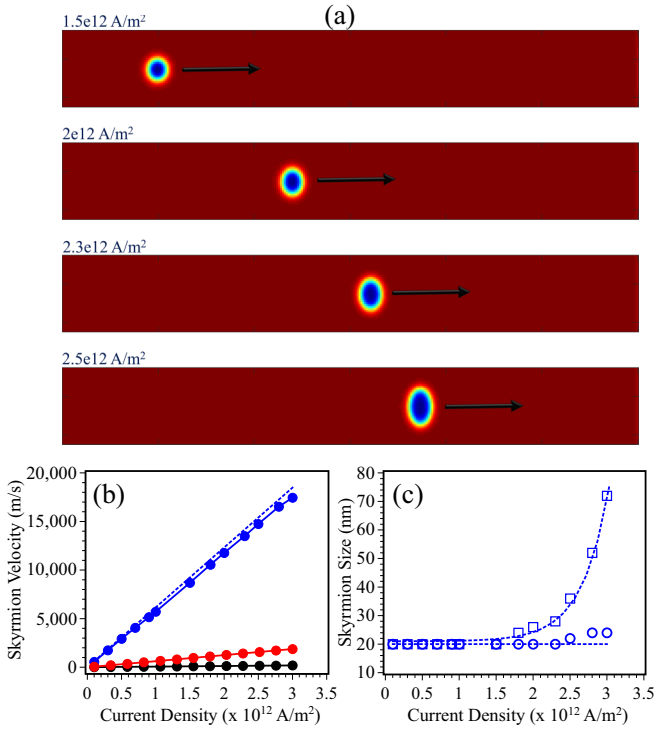 (a)
1.5e12 A/m²
2e12 A/m²
2.3e12 A/m²
2.5e12 A/m²
20,000
15,000
10,000
5,000
0
Skyrmion Velocity (m/s)
(b)
0 0.5 1 1.5 2 2.5 3 3.5
Current Density (x 10¹² A/m²)
80
70
60
50
40
30
20
10
Skyrmion Size (nm)
(c)
0 0.5 1 1.5 2 2.5 3 3.5
Current Density (x 10¹² A/m²)